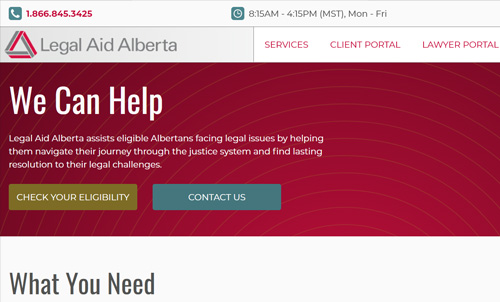 1.866.845.3425
8:15AM - 4:15PM (MST), Mon - Fri
Legal Aid Alberta
SERVICES
CLIENT PORTAL
LAWYER PORTAL
We Can Help
Legal Aid Alberta assists eligible Albertans facing legal issues by helping
them navigate their journey through the justice system and find lasting
resolution to their legal challenges.
CHECK YOUR ELIGIBILITY
CONTACT US
What You Need